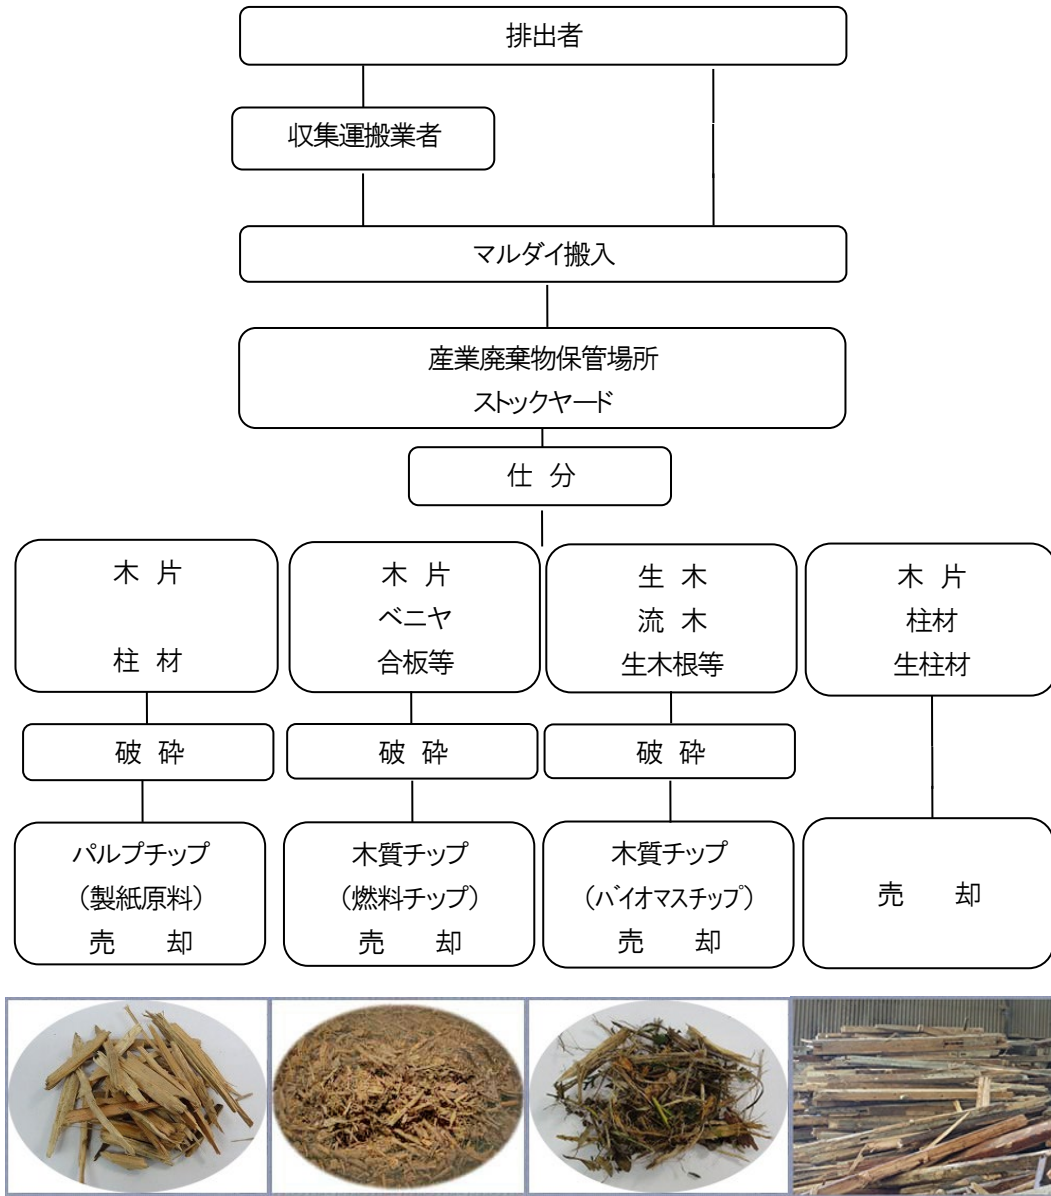 排出者
収集運搬業者
マルダイ搬入
産業廃棄物保管場所
ストックヤード
仕 分
木 片
柱 材
木 片
ベニヤ
合板等
生 木
流 木
生木根等
木 片
柱材
生柱材
破 砕
破 砕
破 砕
パルプチップ
（製紙原料）
売 却
木質チップ
（燃料チップ）
売 却
木質チップ
（バイオマスチップ）
売 却
売 却